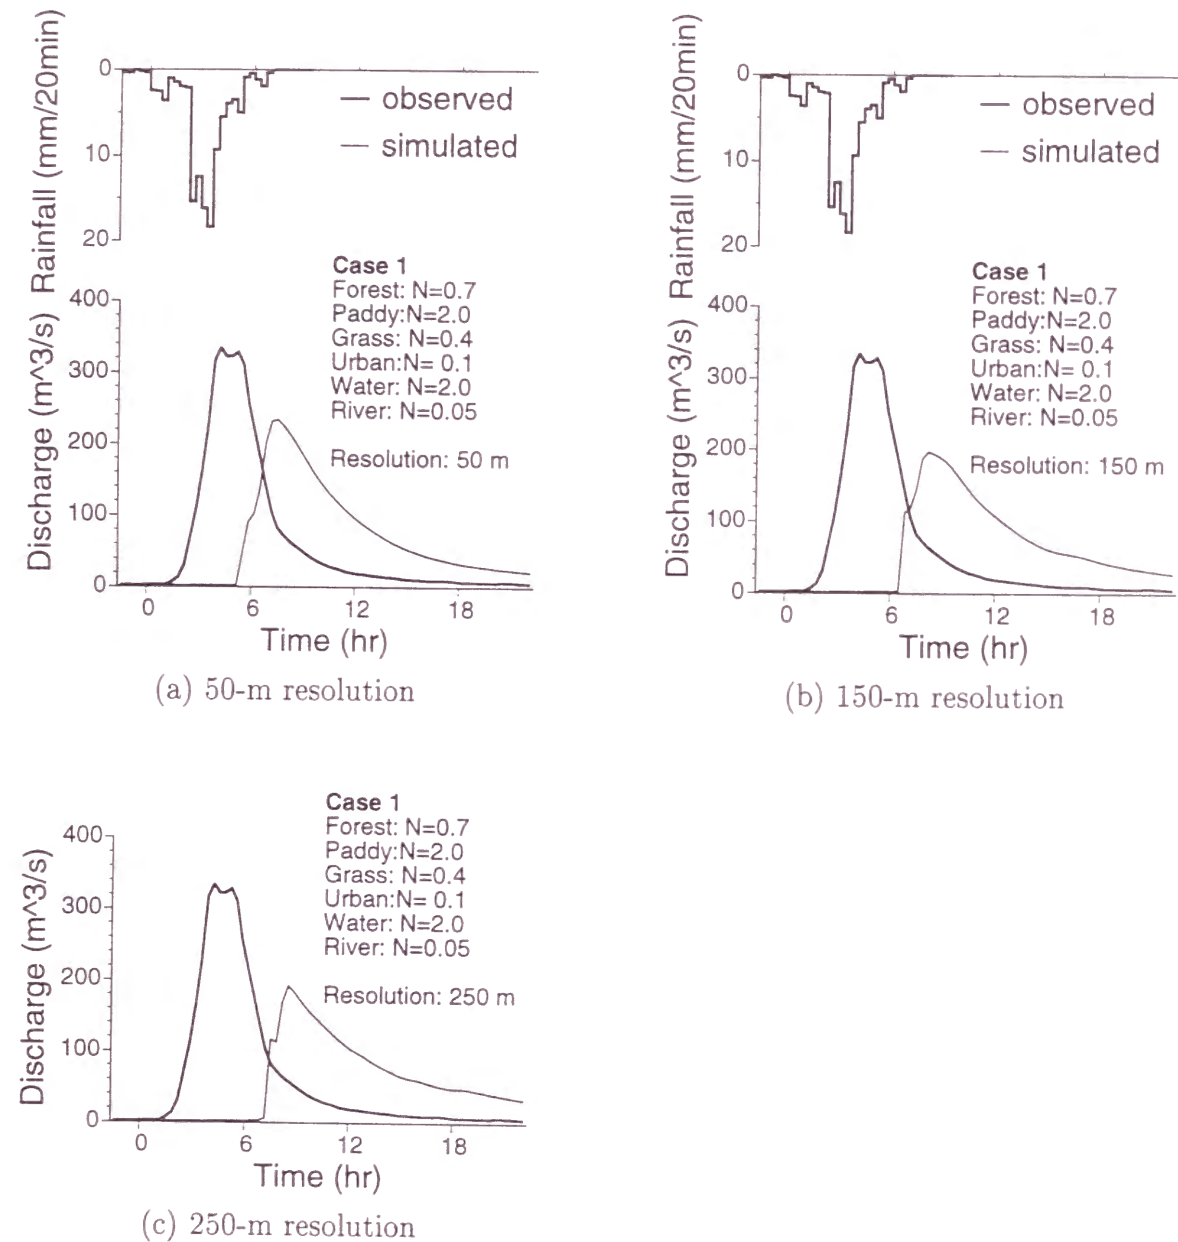 Rainfall (mm/20min)
0
10
20
observed
simulated
Discharge (m^3/s)
400
300
200
100
0
Case 1
Forest: N=0.7
Paddy:N=2.0
Grass: N=0.4
Urban:N= 0.1
Water: N=2.0
River: N=0.05
Resolution: 50 m
0 6 12 18
Time (hr)
(a) 50-m resolution
Rainfall (mm/20min)
0
10
20
observed
simulated
Discharge (m^3/s)
400
300
200
100
0
Case 1
Forest: N=0.7
Paddy:N=2.0
Grass: N=0.4
Urban:N= 0.1
Water: N=2.0
River: N=0.05
Resolution: 150 m
0 6 12 18
Time (hr)
(b) 150-m resolution
Discharge (m^3/s)
400
300
200
100
0
Case 1
Forest: N=0.7
Paddy:N=2.0
Grass: N=0.4
Urban:N= 0.1
Water: N=2.0
River: N=0.05
Resolution: 250 m
0 6 12 18
Time (hr)
(c) 250-m resolution